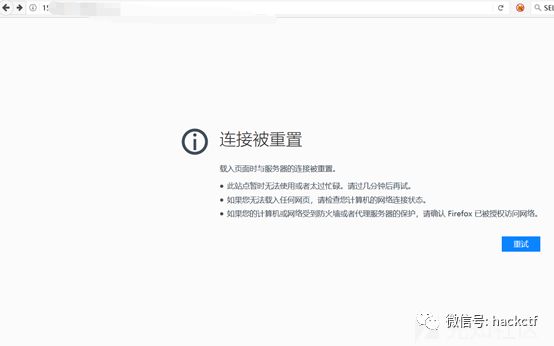 15
SEL
连接被重置
载入页面时与服务器的连接被重置。
此站点暂时无法使用或者太过忙碌。请过几分钟后再试。
如果您无法载入任何网页，请检查您计算机的网络连接状态。
如果您的计算机或网络受到防火墙或者代理服务器的保护，请确认 Firefox 已被授权访问网络。
重试
微信号: hackctf